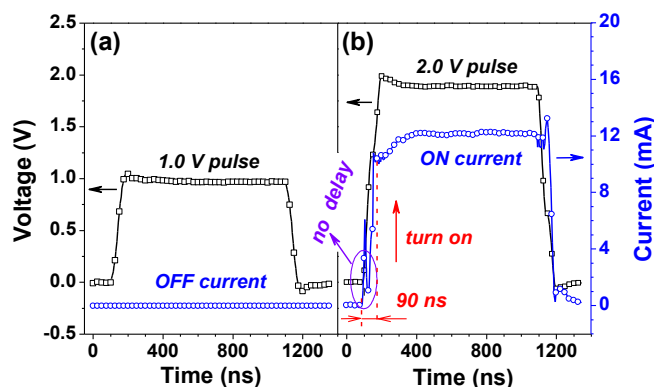 (a)
1.0 V pulse
OFF current
Voltage (V)
2.5
2.0
1.5
1.0
0.5
0.0
-0.5
0 400 800 1200
Time (ns)
(b)
2.0 V pulse
ON current
no delay
turn on
90 ns
0 400 800 1200
Time (ns)
20
16
12
8
4
0
Current (mA)